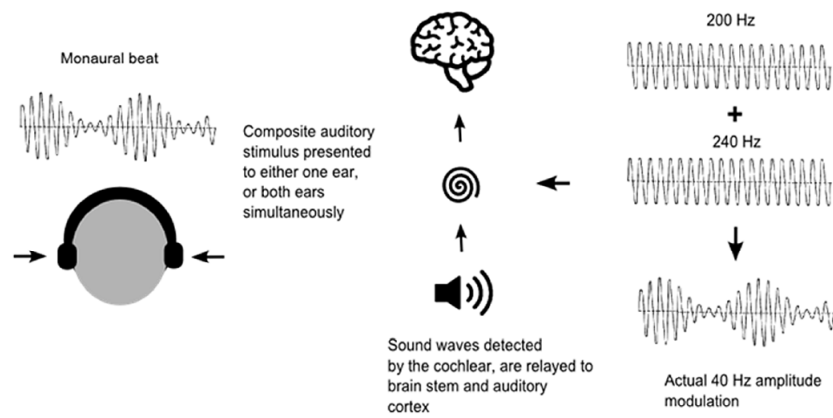 Monaural beat
Composite auditory
stimulus presented
to either one ear,
or both ears
simultaneously
Sound waves detected
by the cochlear, are relayed to
brain stem and auditory
cortex
200 Hz
+
240 Hz
Actual 40 Hz amplitude
modulation